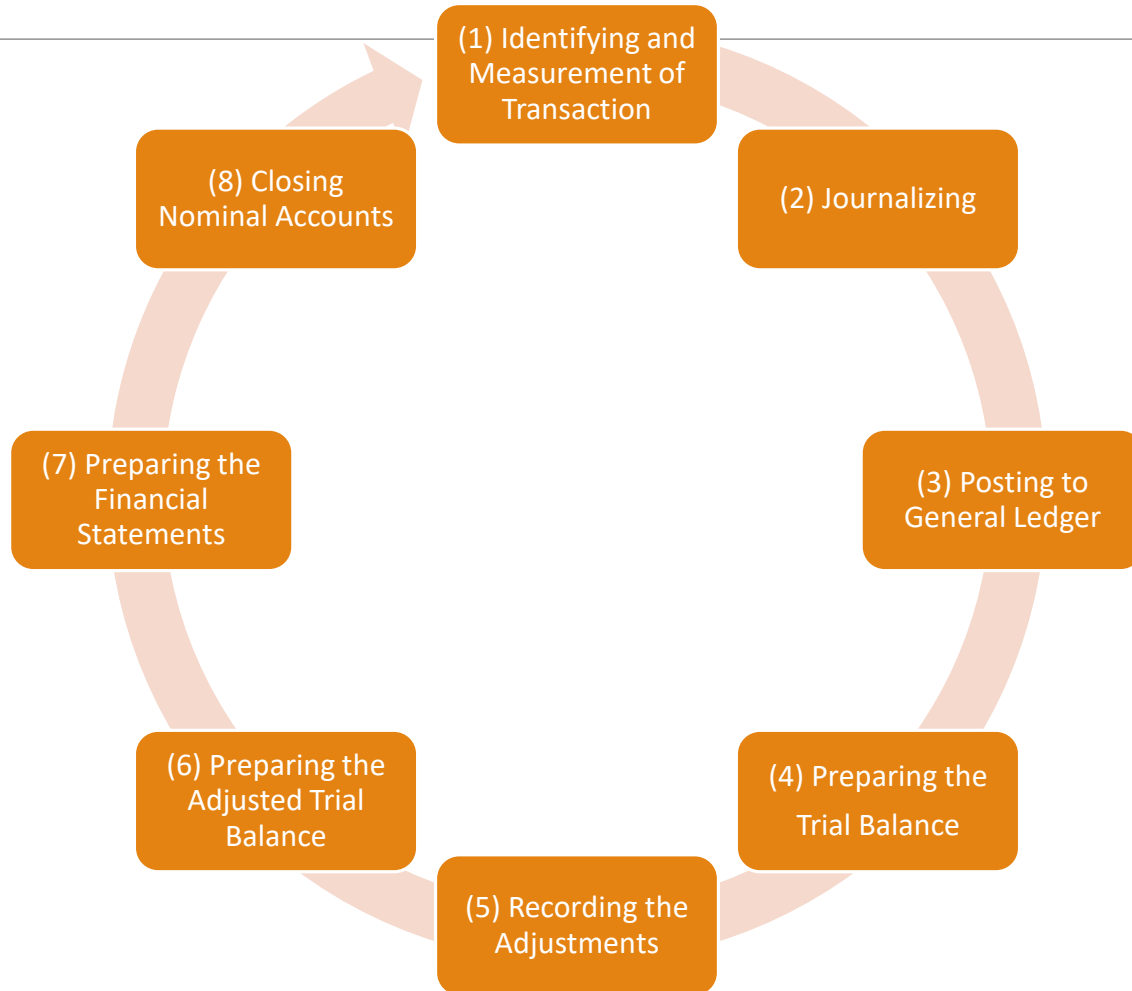 (1) Identifying and
Measurement of
Transaction
(2) Journalizing
(3) Posting to
General Ledger
(4) Preparing the
Trial Balance
(5) Recording the
Adjustments
(6) Preparing the
Adjusted Trial
Balance
(7) Preparing the
Financial
Statements
(8) Closing
Nominal Accounts